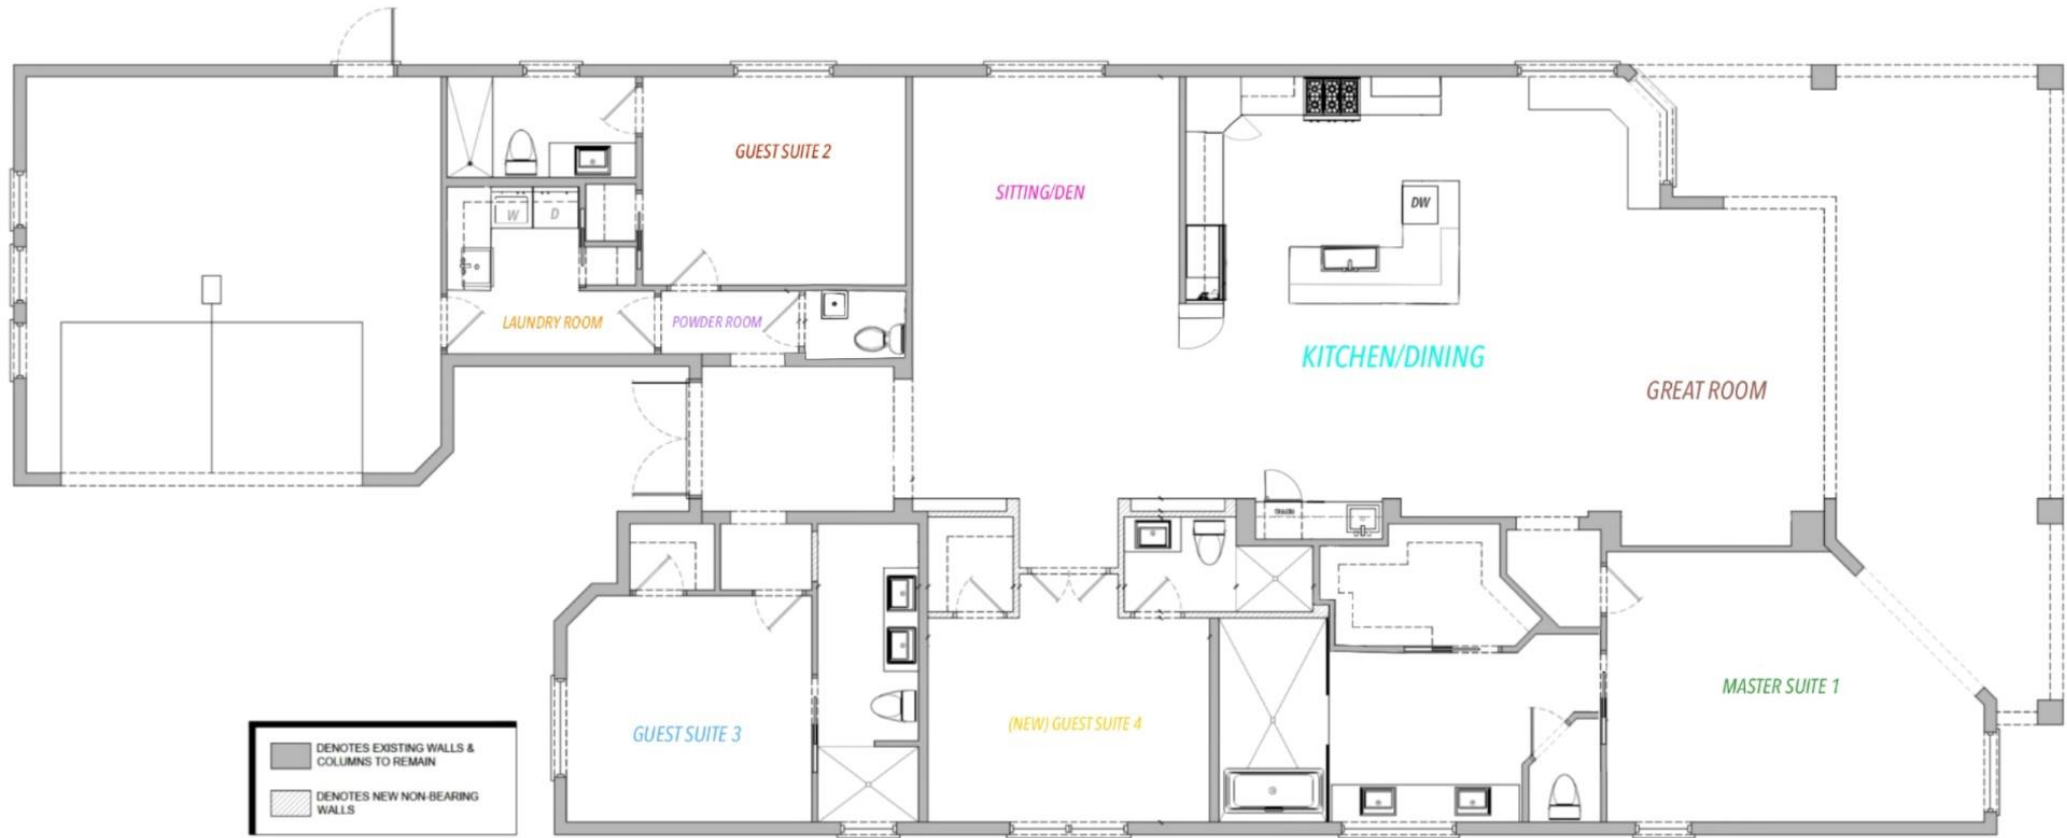 GUEST SUITE 2
SITTING/DEN
DW
W
D
LAUNDRY ROOM
POWDER ROOM
KITCHEN/DINING
GREAT ROOM
TRASH
MASTER SUITE 1
(NEW) GUEST SUITE 4
GUEST SUITE 3
DENOTES EXISTING WALLS &
COLUMNS TO REMAIN
DENOTES NEW NON-BEARING
WALLS